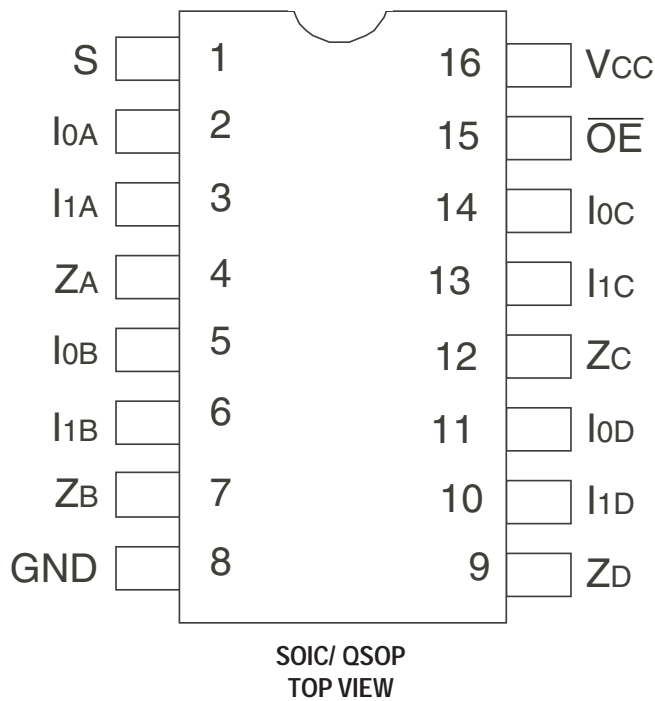 S 1 16 VCC
I0A 2 15 OE
I1A 3 14 I0C
ZA 4 13 I1C
I0B 5 12 ZC
I1B 6 11 I0D
ZB 7 10 I1D
GND 8 9 ZD
SOIC/ QSOP
TOP VIEW